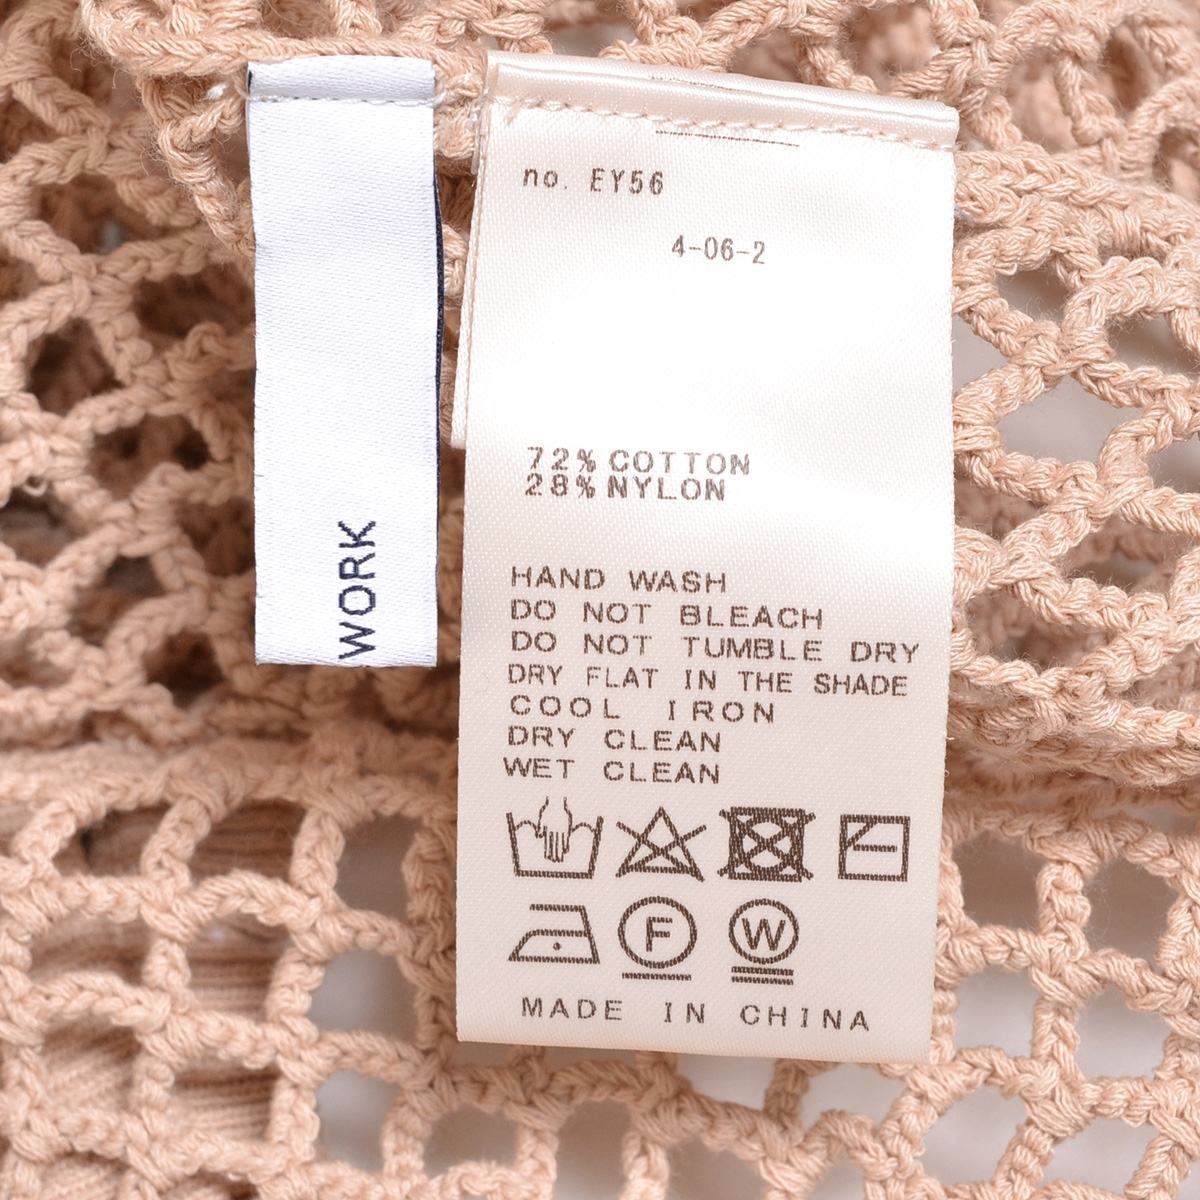 WORK
no. EY56
4-06-2
72% COTTON
28% NYLON
HAND WASH
DO NOT BLEACH
DO NOT TUMBLE DRY
DRY FLAT IN THE SHADE
COOL IRON
DRY CLEAN
WET CLEAN
F W
MADE IN CHINA